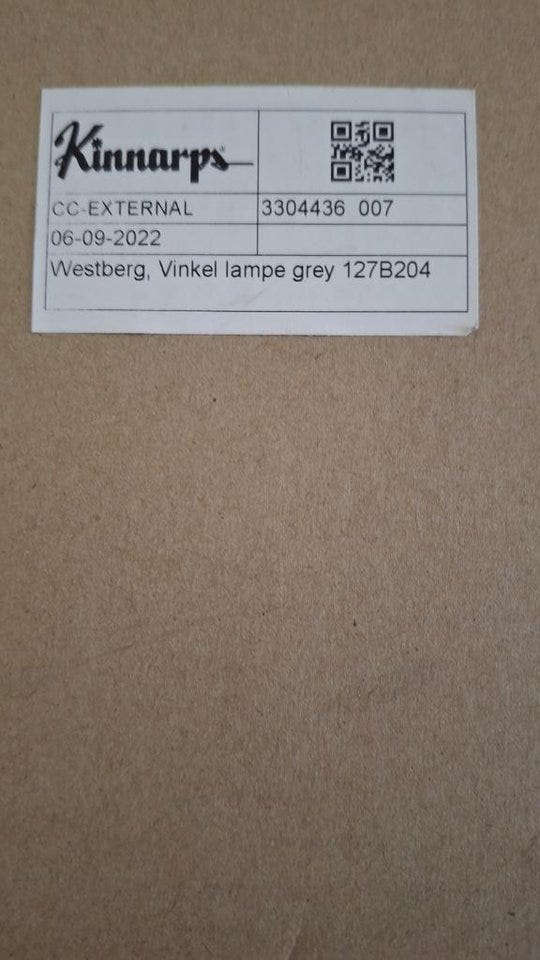 Kinnarps
CC-EXTERNAL 3304436 007
06-09-2022
Westberg, Vinkel lampe grey 127B204